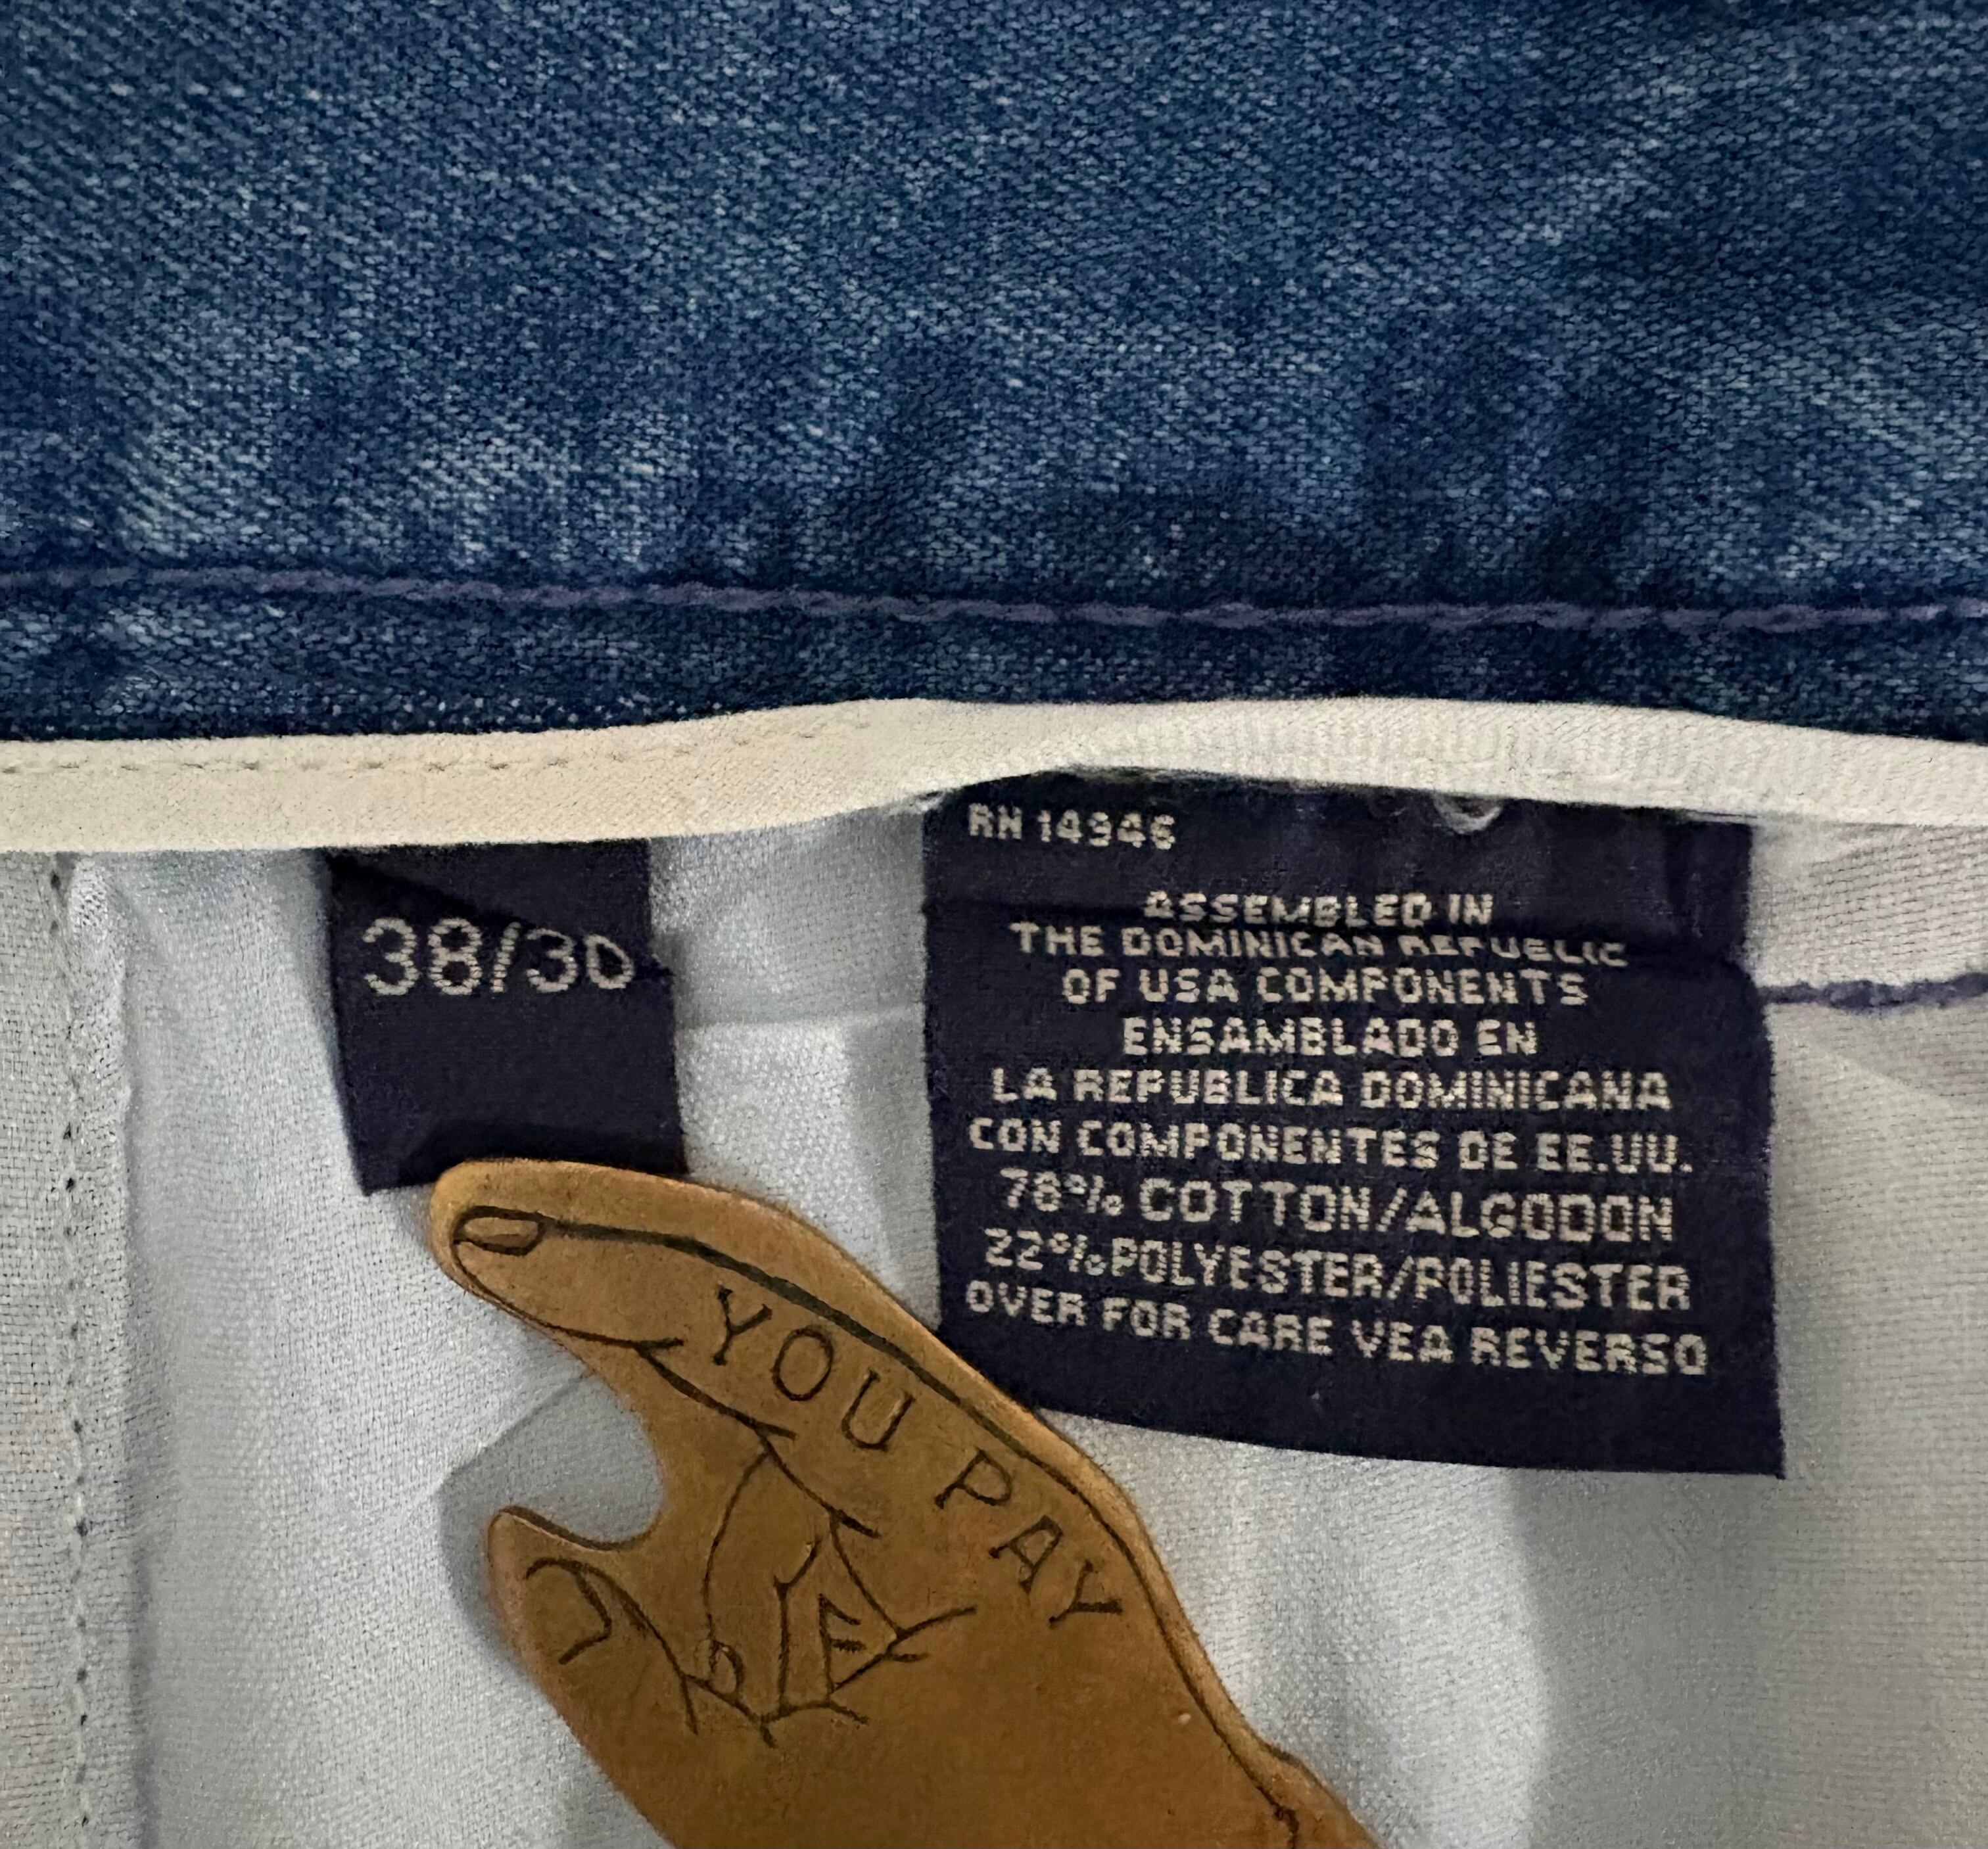 38/30
RN 14946
ASSEMBLED IN
THE DOMINICAN REPUBLIC
OF USA COMPONENTS
ENSAMBLADO EN
LA REPUBLICA DOMINICANA
CON COMPONENTES DE EE.UU.
78% COTTON/ALGODON
22% POLYESTER/POLIESTER
OVER FOR CARE VEA REVERSO
YOU PAY